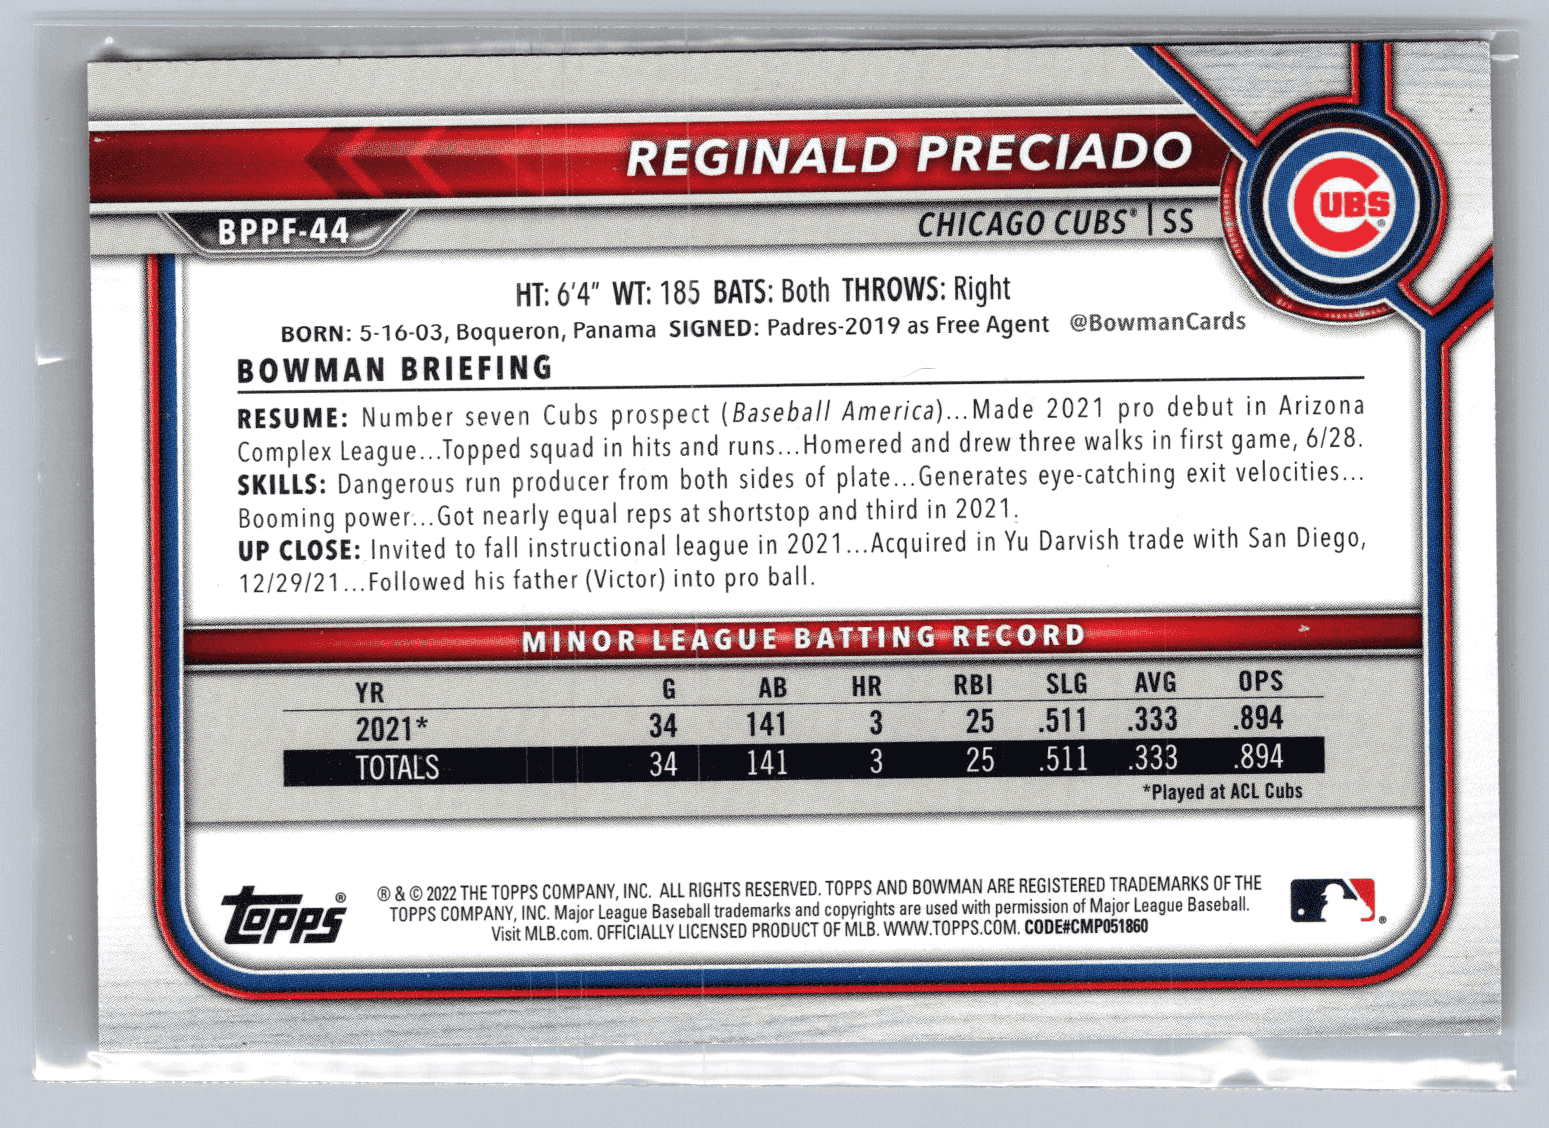 REGINALD PRECIADO
BPPF-44
CHICAGO CUBS® | SS
CUBS®
HT: 6'4" WT: 185 BATS: Both THROWS: Right
BORN: 5-16-03, Boqueron, Panama SIGNED: Padres-2019 as Free Agent @BowmanCards
BOWMAN BRIEFING
RESUME: Number seven Cubs prospect (Baseball America)...Made 2021 pro debut in Arizona
Complex League...Topped squad in hits and runs...Homered and drew three walks in first game, 6/28.
SKILLS: Dangerous run producer from both sides of plate...Generates eye-catching exit velocities...
Booming power...Got nearly equal reps at shortstop and third in 2021.
UP CLOSE: Invited to fall instructional league in 2021...Acquired in Yu Darvish trade with San Diego,
12/29/21...Followed his father (Victor) into pro ball.
MINOR LEAGUE BATTING RECORD
YR G AB HR RBI SLG AVG OPS
2021* 34 141 3 25 .511 .333 .894
TOTALS 34 141 3 25 .511 .333 .894
*Played at ACL Cubs
Topps®
® & © 2022 THE TOPPS COMPANY, INC. ALL RIGHTS RESERVED. TOPPS AND BOWMAN ARE REGISTERED TRADEMARKS OF THE
TOPPS COMPANY, INC. Major League Baseball trademarks and copyrights are used with permission of Major League Baseball.
Visit MLB.com. OFFICIALLY LICENSED PRODUCT OF MLB. WWW.TOPPS.COM. CODE#CMP051860
®